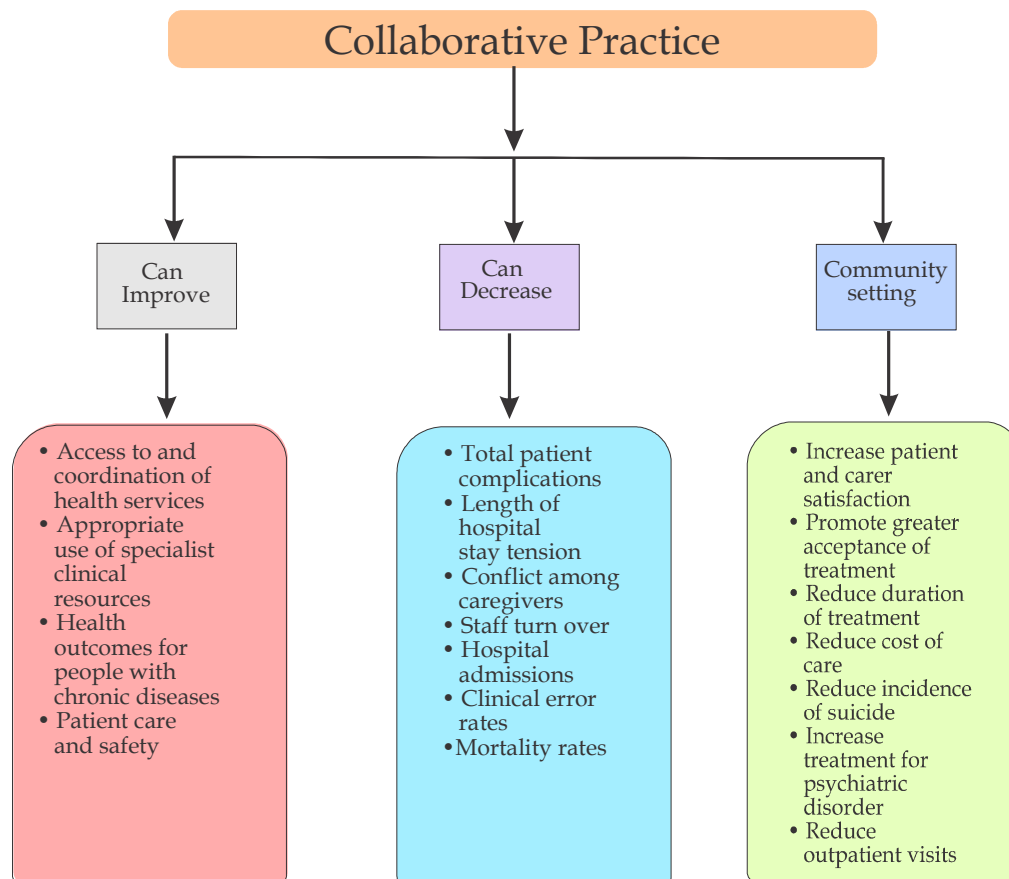 Collaborative Practice
Can
Improve
Can
Decrease
Community
setting
• Access to and
coordination of
health services
• Appropriate
use of specialist
clinical
resources
• Health
outcomes for
people with
chronic diseases
• Patient care
and safety
• Total patient
complications
• Length of
hospital
stay tension
• Conflict among
caregivers
• Staff turn over
• Hospital
admissions
• Clinical error
rates
•Mortality rates
• Increase patient
and carer
satisfaction
• Promote greater
acceptance of
treatment
• Reduce duration
of treatment
• Reduce cost of
care
• Reduce incidence
of suicide
• Increase
treatment for
psychiatric
disorder
• Reduce
outpatient visits